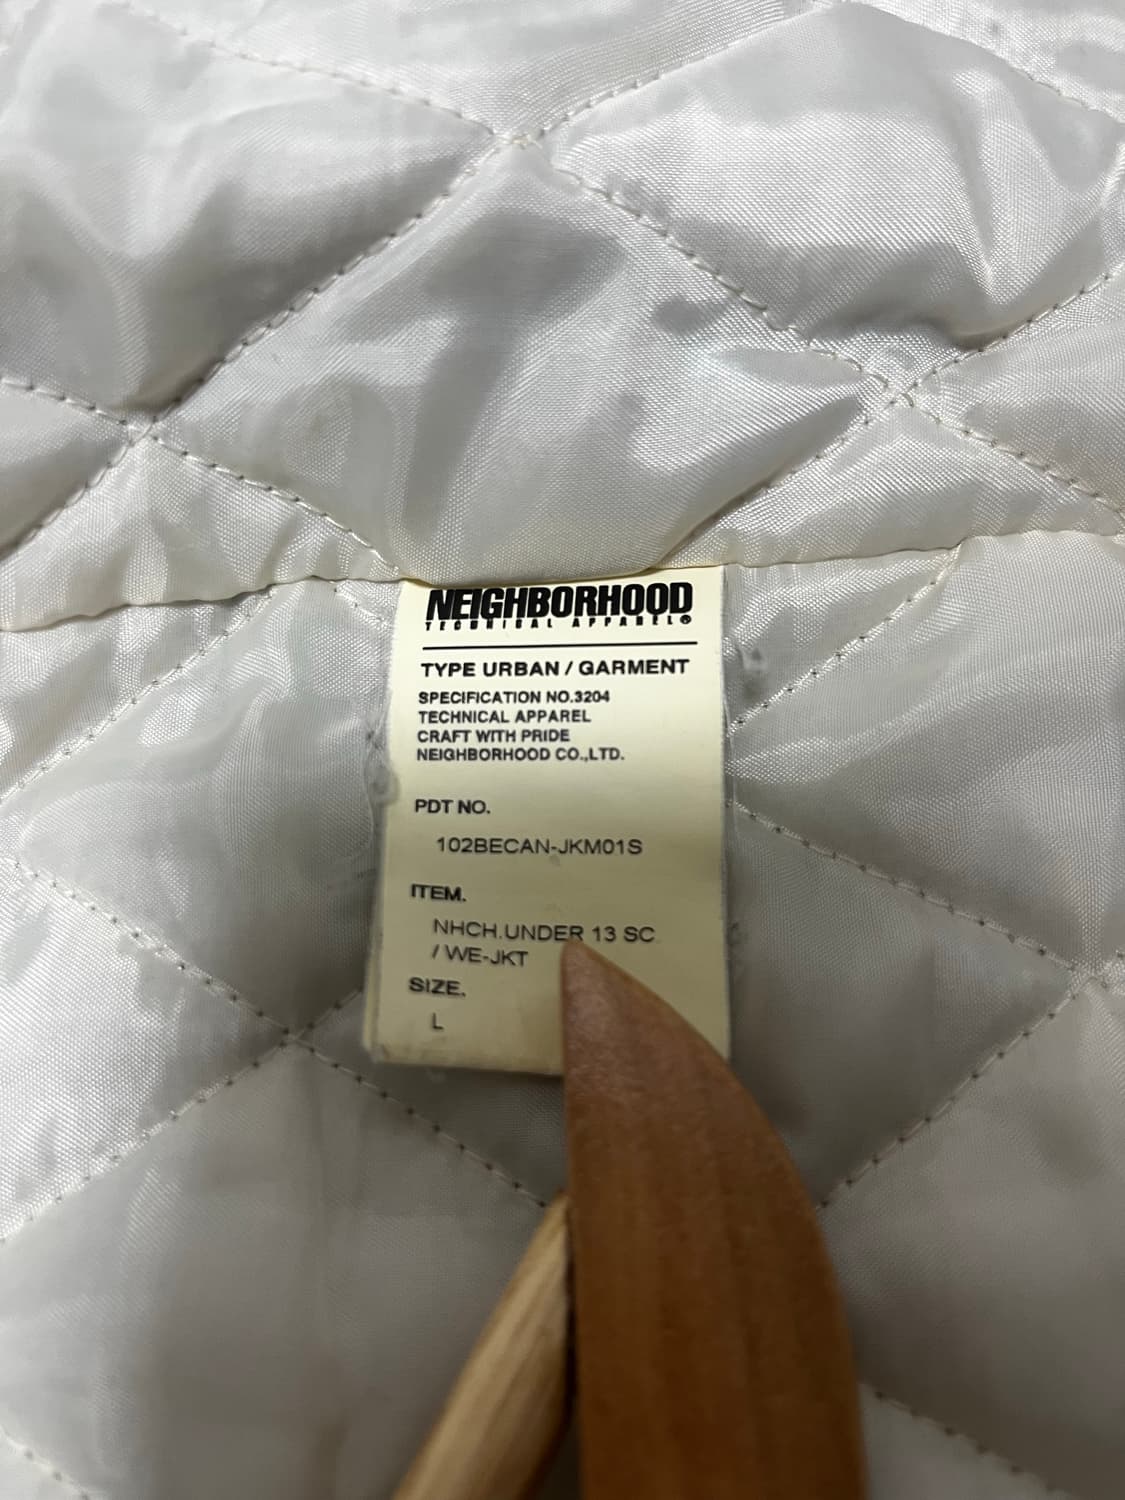 NEIGHBORHOOD
TECHNICAL APPAREL®
TYPE URBAN / GARMENT
SPECIFICATION NO.3204
TECHNICAL APPAREL
CRAFT WITH PRIDE
NEIGHBORHOOD CO.,LTD.
PDT NO.
102BECAN-JKM01S
ITEM.
NHCH.UNDER 13 SC
/ WE-JKT
SIZE.
L